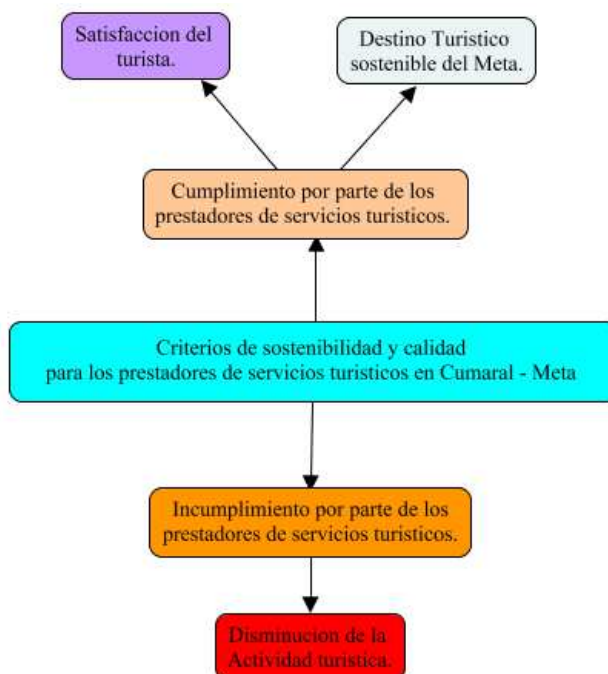 Satisfaccion del
turista.
Destino Turistico
sostenible del Meta.
Cumplimiento por parte de los
prestadores de servicios turisticos.
Criterios de sostenibilidad y calidad
para los prestadores de servicios turisticos en Cumaral - Meta
Incumplimiento por parte de los
prestadores de servicios turisticos.
Disminucion de la
Actividad turistica.